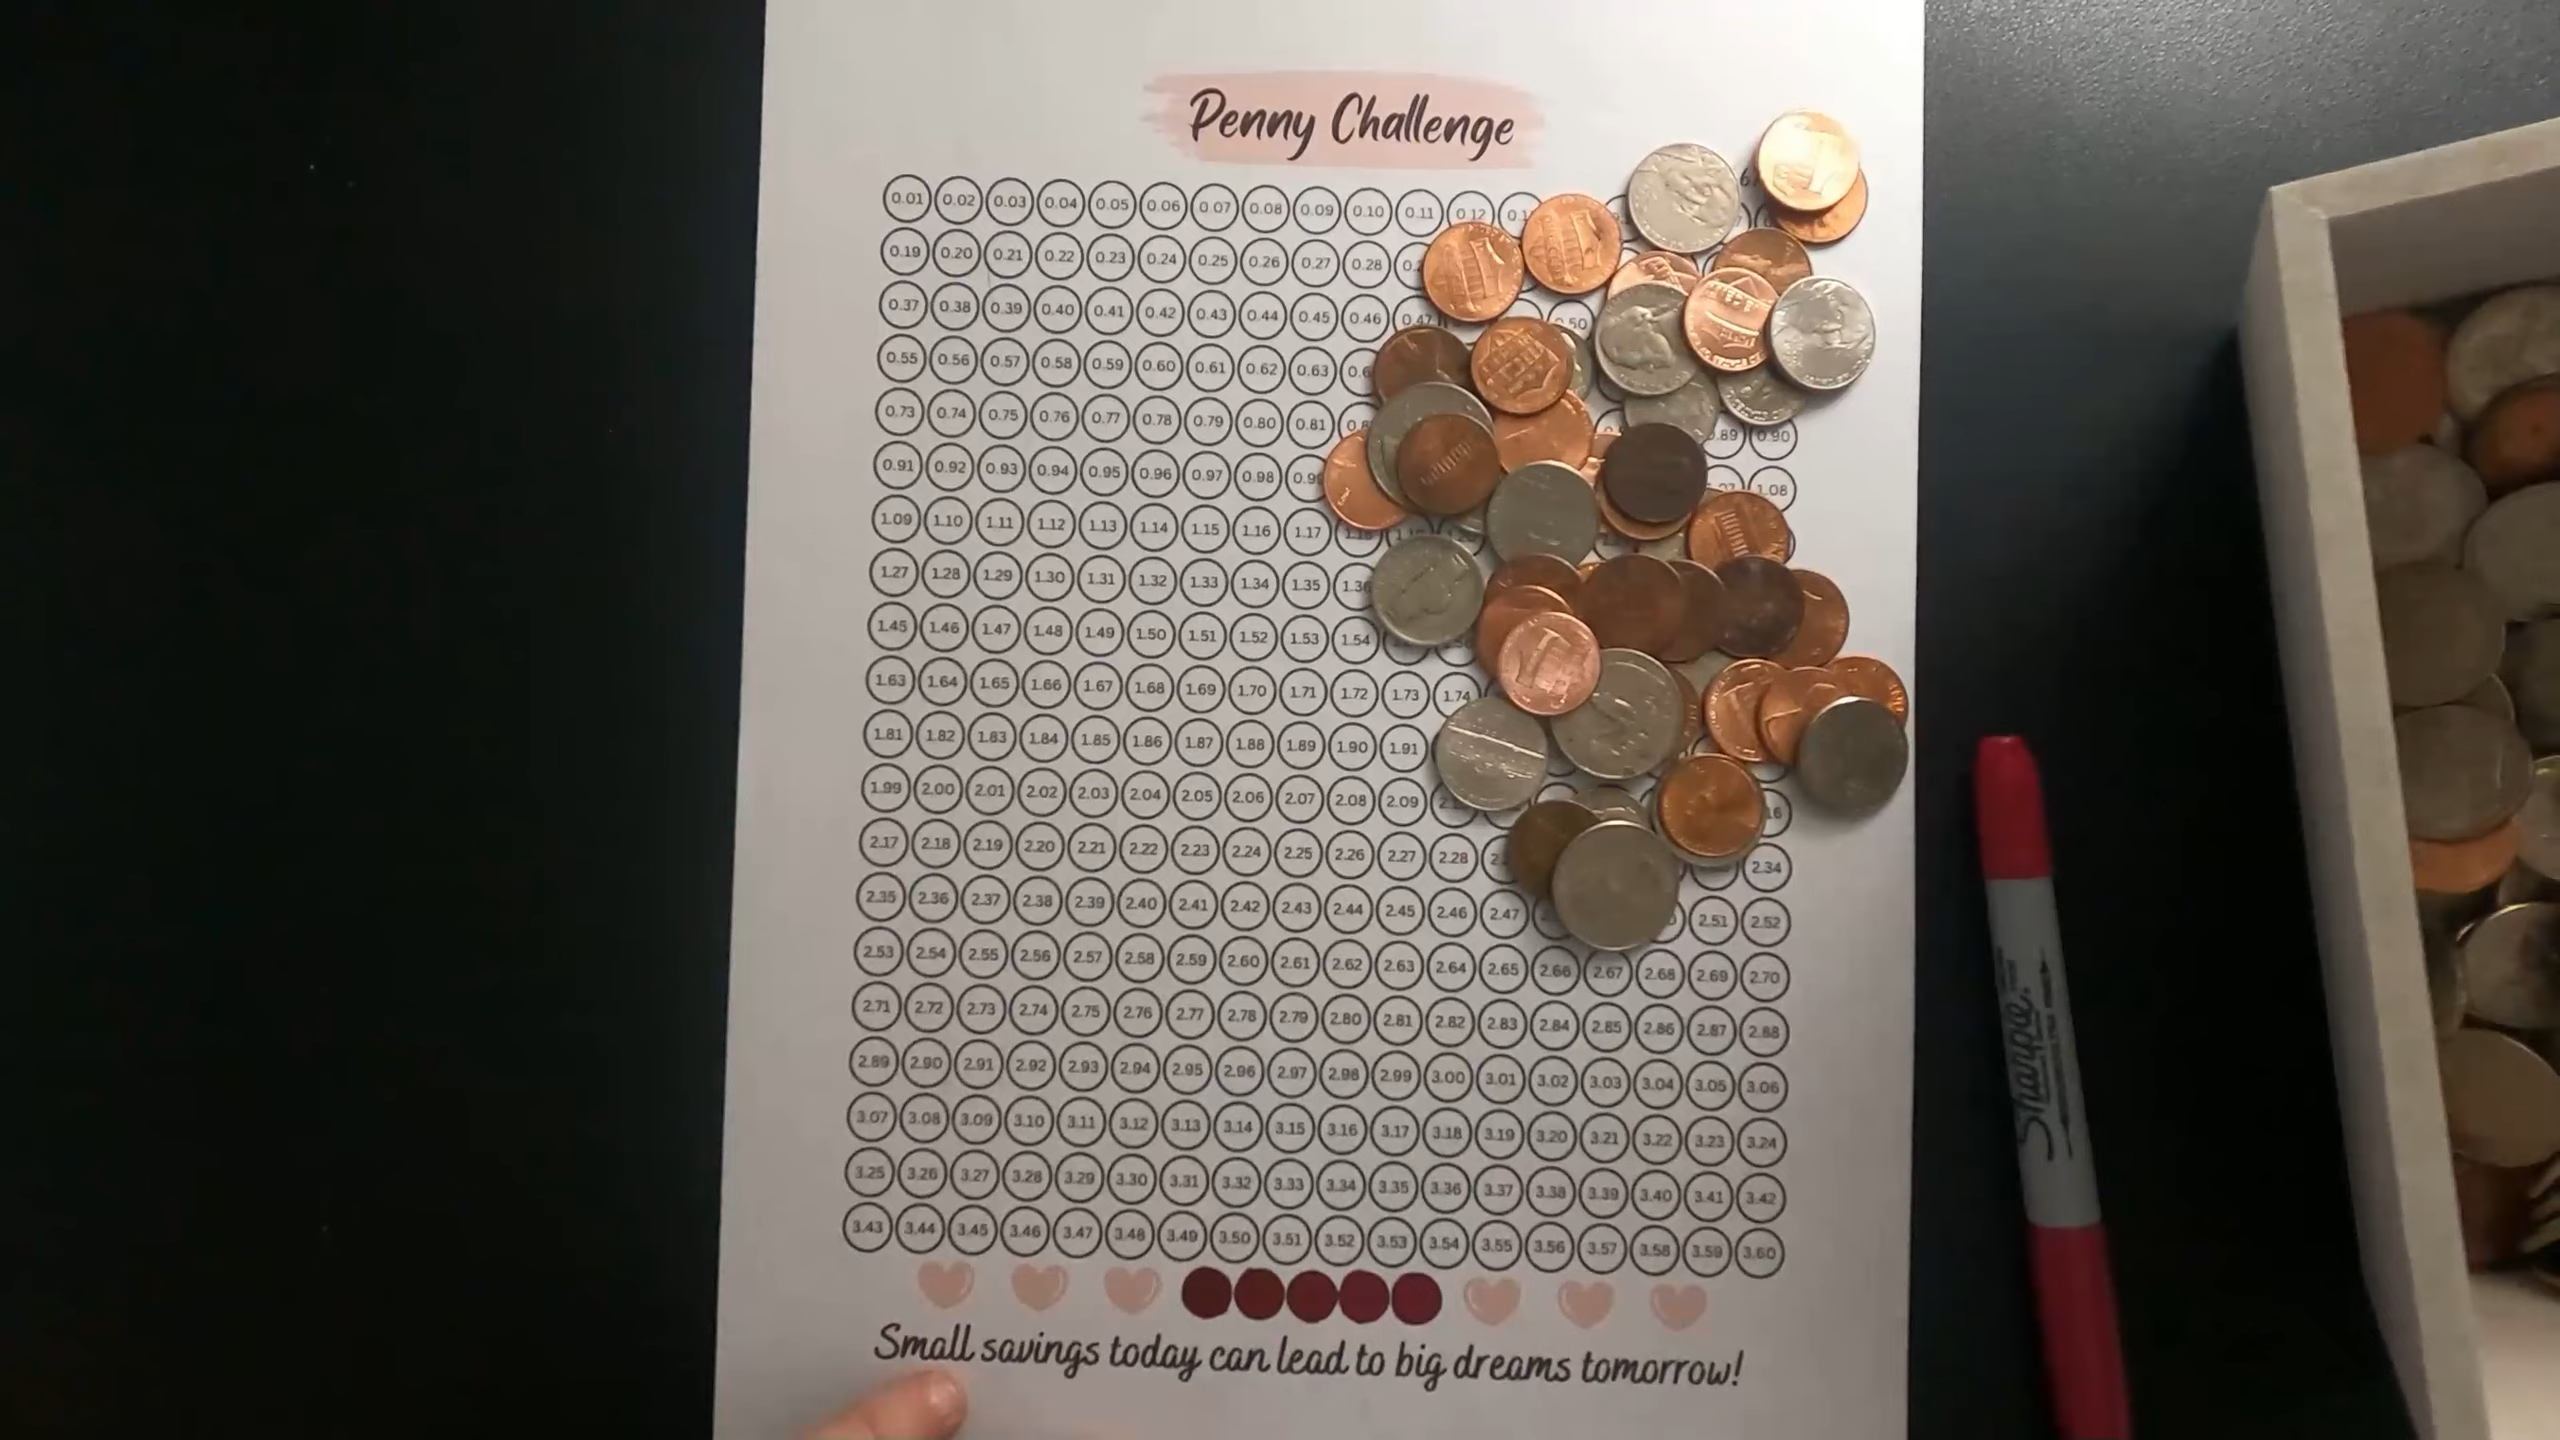 Penny Challenge
0.01 0.02 0.03 0.04 0.05 0.06 0.07 0.08 0.09 0.10 0.11 0.12
0.19 0.20 0.21 0.22 0.23 0.24 0.25 0.26 0.27 0.28
0.37 0.38 0.39 0.40 0.41 0.42 0.43 0.44 0.45 0.46 0.47 0.50
0.55 0.56 0.57 0.58 0.59 0.60 0.61 0.62 0.63
0.73 0.74 0.75 0.76 0.77 0.78 0.79 0.80 0.81 0.89 0.90
0.91 0.92 0.93 0.94 0.95 0.96 0.97 0.98 1.08
1.09 1.10 1.11 1.12 1.13 1.14 1.15 1.16 1.17
1.27 1.28 1.29 1.30 1.31 1.32 1.33 1.34 1.35 1.36
1.45 1.46 1.47 1.48 1.49 1.50 1.51 1.52 1.53 1.54
1.63 1.64 1.65 1.66 1.67 1.68 1.69 1.70 1.71 1.72 1.73 1.74
1.81 1.82 1.83 1.84 1.85 1.86 1.87 1.88 1.89 1.90 1.91
1.99 2.00 2.01 2.02 2.03 2.04 2.05 2.06 2.07 2.08 2.09
2.17 2.18 2.19 2.20 2.21 2.22 2.23 2.24 2.25 2.26 2.27 2.28 2.34
2.35 2.36 2.37 2.38 2.39 2.40 2.41 2.42 2.43 2.44 2.45 2.46 2.47 2.51 2.52
2.53 2.54 2.55 2.56 2.57 2.58 2.59 2.60 2.61 2.62 2.63 2.64 2.65 2.66 2.67 2.68 2.69 2.70
2.71 2.72 2.73 2.74 2.75 2.76 2.77 2.78 2.79 2.80 2.81 2.82 2.83 2.84 2.85 2.86 2.87 2.88
2.89 2.90 2.91 2.92 2.93 2.94 2.95 2.96 2.97 2.98 2.99 3.00 3.01 3.02 3.03 3.04 3.05 3.06
3.07 3.08 3.09 3.10 3.11 3.12 3.13 3.14 3.15 3.16 3.17 3.18 3.19 3.20 3.21 3.22 3.23 3.24
3.25 3.26 3.27 3.28 3.29 3.30 3.31 3.32 3.33 3.34 3.35 3.36 3.37 3.38 3.39 3.40 3.41 3.42
3.43 3.44 3.45 3.46 3.47 3.48 3.49 3.50 3.51 3.52 3.53 3.54 3.55 3.56 3.57 3.58 3.59 3.60
Small savings today can lead to big dreams tomorrow!
Sharpie